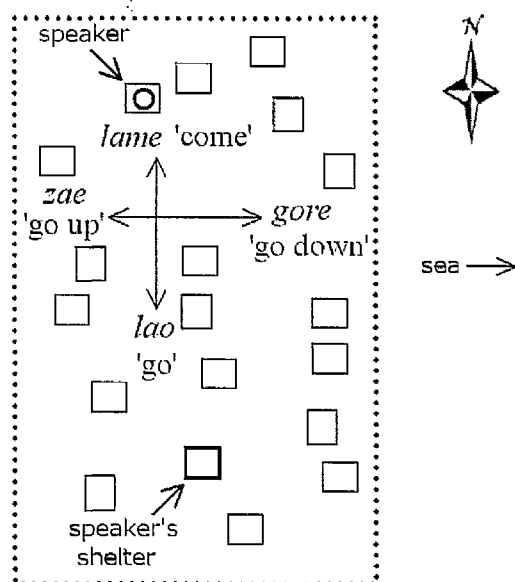 speaker
N
lame 'come'
zae
'go up'
gore
'go down'
sea
lao
'go'
speaker's
shelter